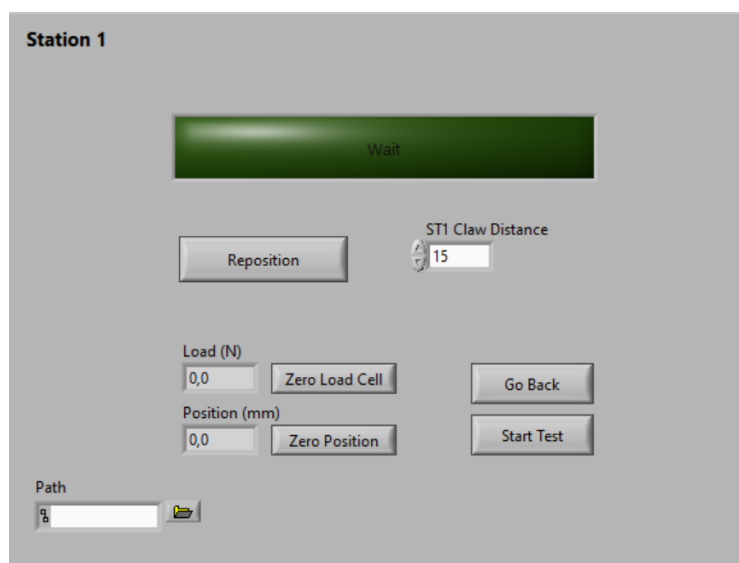 Station 1
Wait
ST1 Claw Distance
Reposition
15
Load (N)
0,0
Zero Load Cell
Go Back
Position (mm)
0,0
Zero Position
Start Test
Path